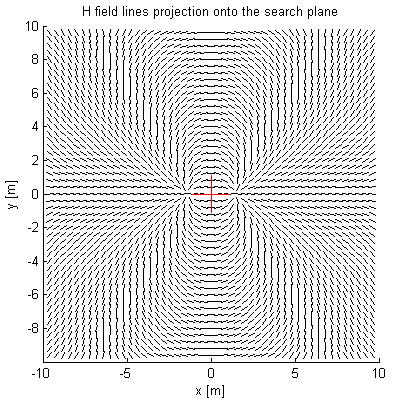 H field lines projection onto the search plane
y [m]
10
8
6
4
2
0
-2
-4
-6
-8
-10 -5 0 5 10
x [m]